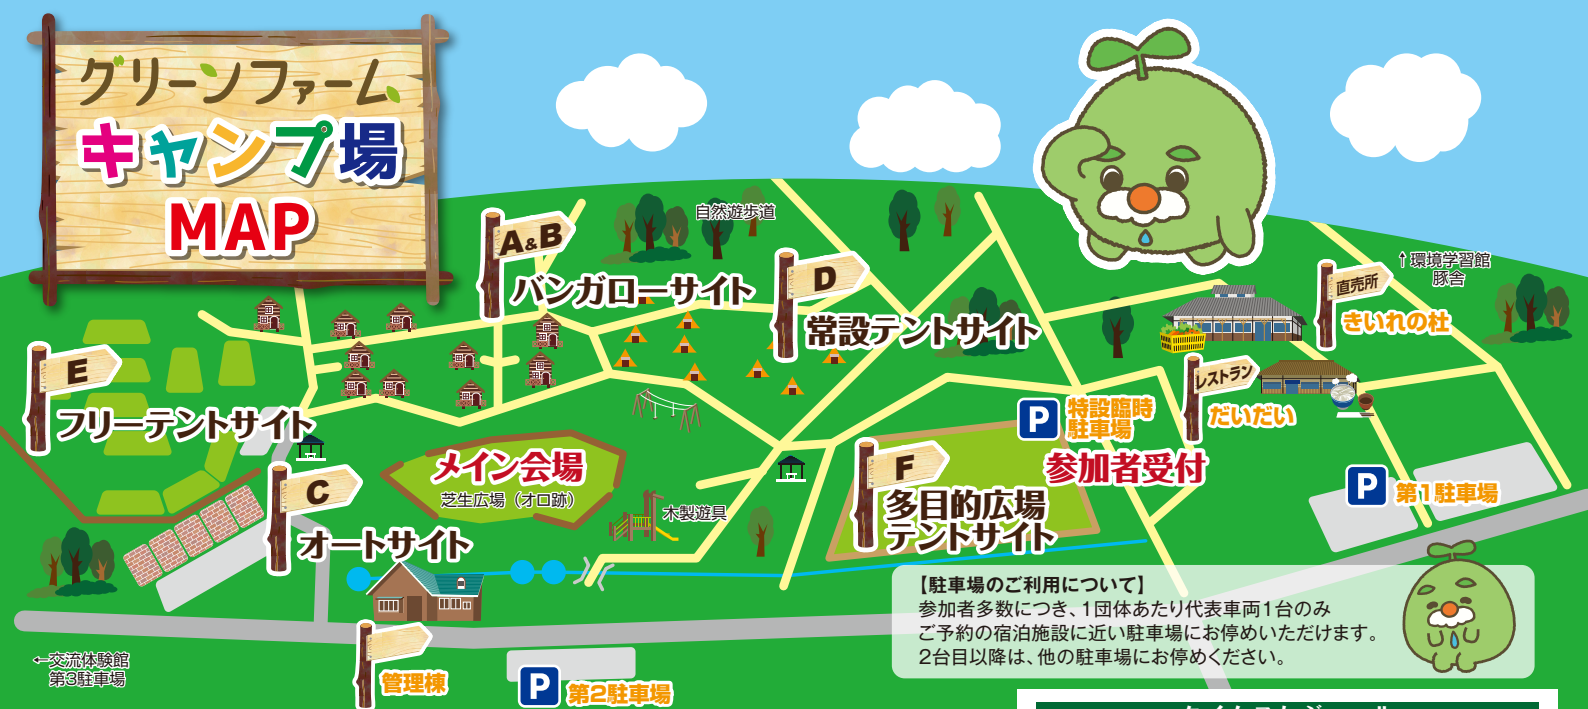 グリーンファーム
キャンプ場
MAP
自然遊歩道
A&B
バンガローサイト
D
常設テントサイト
↑環境学習館
豚舎
直売所
きいれの杜
E
フリーテントサイト
レストラン
だいだい
P
特設臨時
駐車場
参加者受付
メイン会場
芝生広場（オロ跡）
F
多目的広場
テントサイト
P
第1駐車場
C
オートサイト
木製遊具
【駐車場のご利用について】
参加者多数につき、1団体あたり代表車両1台のみ
ご予約の宿泊施設に近い駐車場にお停めいただけます。
2台目以降は、他の駐車場にお停めください。
←交流体験館
第3駐車場
管理棟
P
第2駐車場